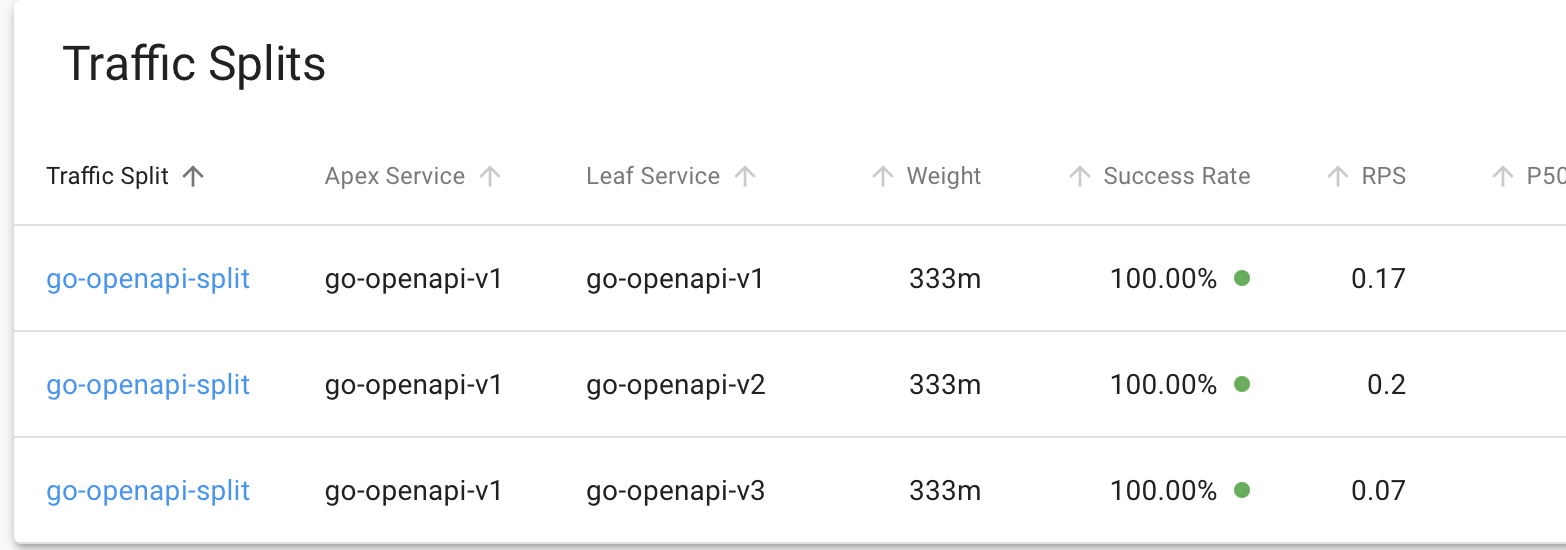 Traffic Splits
Traffic Split Apex Service Leaf Service Weight Success Rate RPS P50
go-openapi-split go-openapi-v1 go-openapi-v1 333m 100.00% 0.17
go-openapi-split go-openapi-v1 go-openapi-v2 333m 100.00% 0.2
go-openapi-split go-openapi-v1 go-openapi-v3 333m 100.00% 0.07